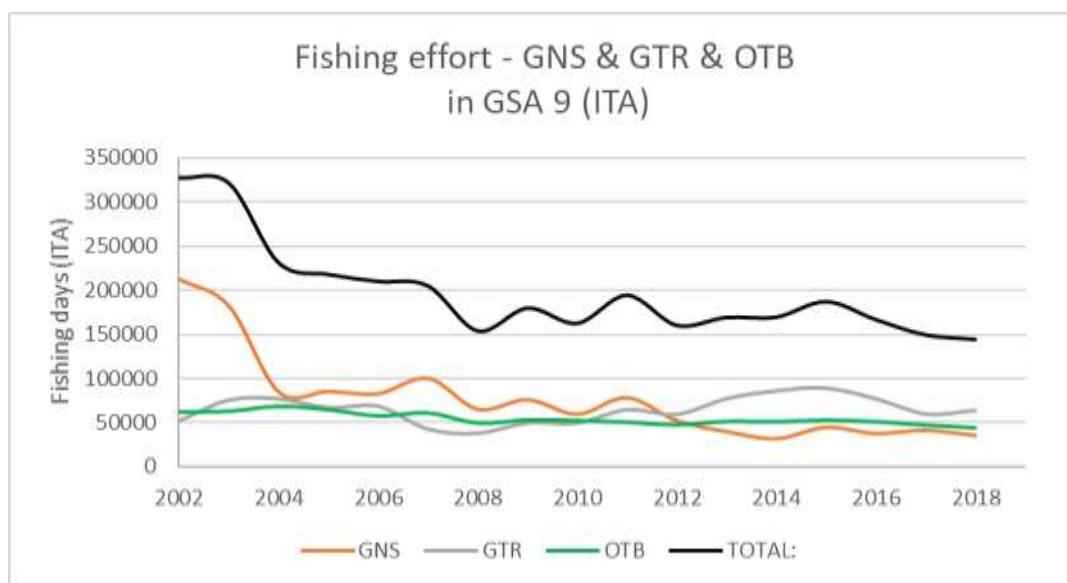 Fishing effort - GNS & GTR & OTB
in GSA 9 (ITA)
Fishing days (ITA)
350000
300000
250000
200000
150000
100000
50000
0
2002 2004 2006 2008 2010 2012 2014 2016 2018
GNS GTR OTB TOTAL: